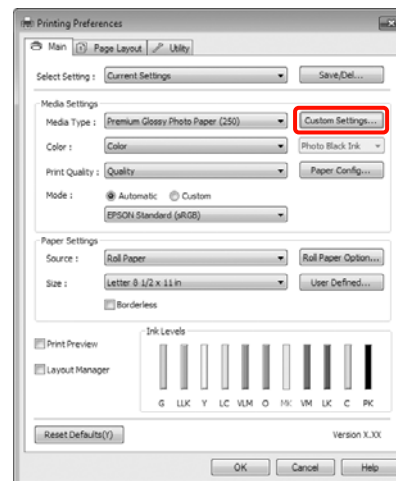 Printing Preferences
Main Page Layout Utility
Select Setting : Current Settings Save/Del...
Media Settings
Media Type : Premium Glossy Photo Paper (250) Custom Settings...
Color : Color Photo Black Ink
Print Quality : Quality Paper Config...
Mode : Automatic Custom
EPSON Standard (sRGB)
Paper Settings
Source : Roll Paper Roll Paper Option...
Size : Letter 8 1/2 x 11 in User Defined...
Borderless
Ink Levels
Print Preview
Layout Manager
G LLK Y LC VLM O MK VM LK C PK
Reset Defaults(Y) Version X.XX
OK Cancel Help